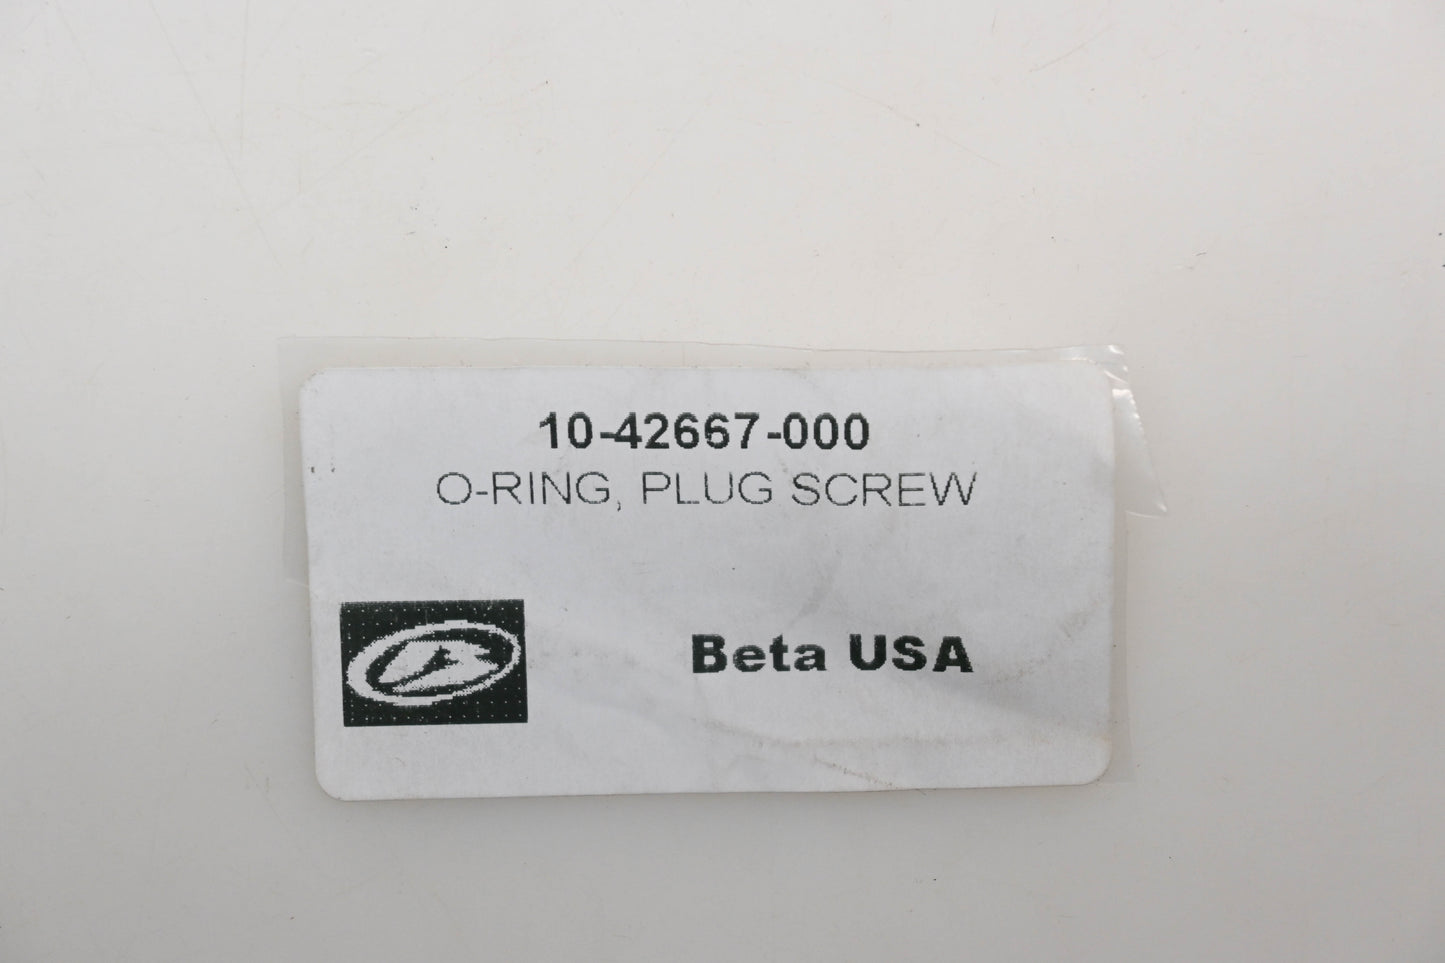 10-42667-000
O-RING, PLUG SCREW
Beta USA